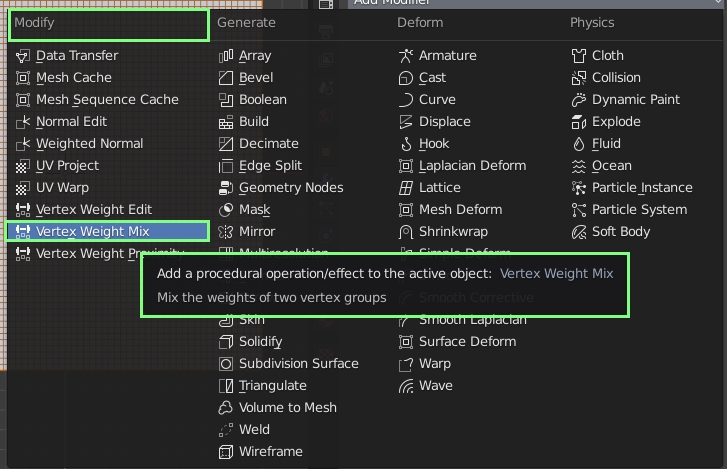 Add Modifier
Modify
Data Transfer
Mesh Cache
Mesh Sequence Cache
Normal Edit
Weighted Normal
UV Project
UV Warp
Vertex Weight Edit
Vertex Weight Mix
Vertex Weight Proximity
Generate
Array
Bevel
Boolean
Build
Decimate
Edge Split
Geometry Nodes
Mask
Mirror
Multiresolution
Skin
Solidify
Subdivision Surface
Triangulate
Volume to Mesh
Weld
Wireframe
Deform
Armature
Cast
Curve
Displace
Hook
Laplacian Deform
Lattice
Mesh Deform
Shrinkwrap
Simple Deform
Smooth Corrective
Smooth Laplacian
Surface Deform
Warp
Wave
Physics
Cloth
Collision
Dynamic Paint
Explode
Fluid
Ocean
Particle Instance
Particle System
Soft Body
Add a procedural operation/effect to the active object: Vertex Weight Mix
Mix the weights of two vertex groups